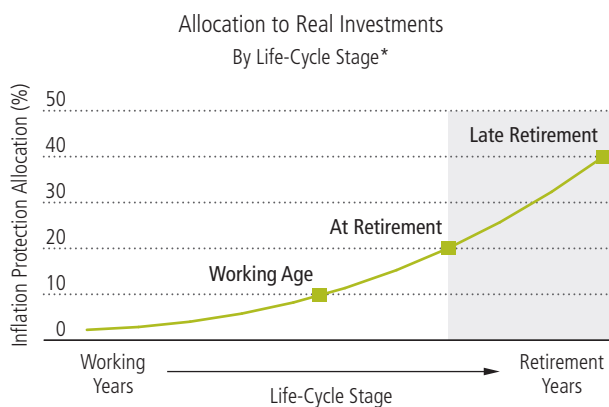 Allocation to Real Investments
By Life-Cycle Stage*
Inflation Protection Allocation (%)
50
40
30
20
10
0
Late Retirement
At Retirement
Working Age
Working
Years
Retirement
Years
Life-Cycle Stage